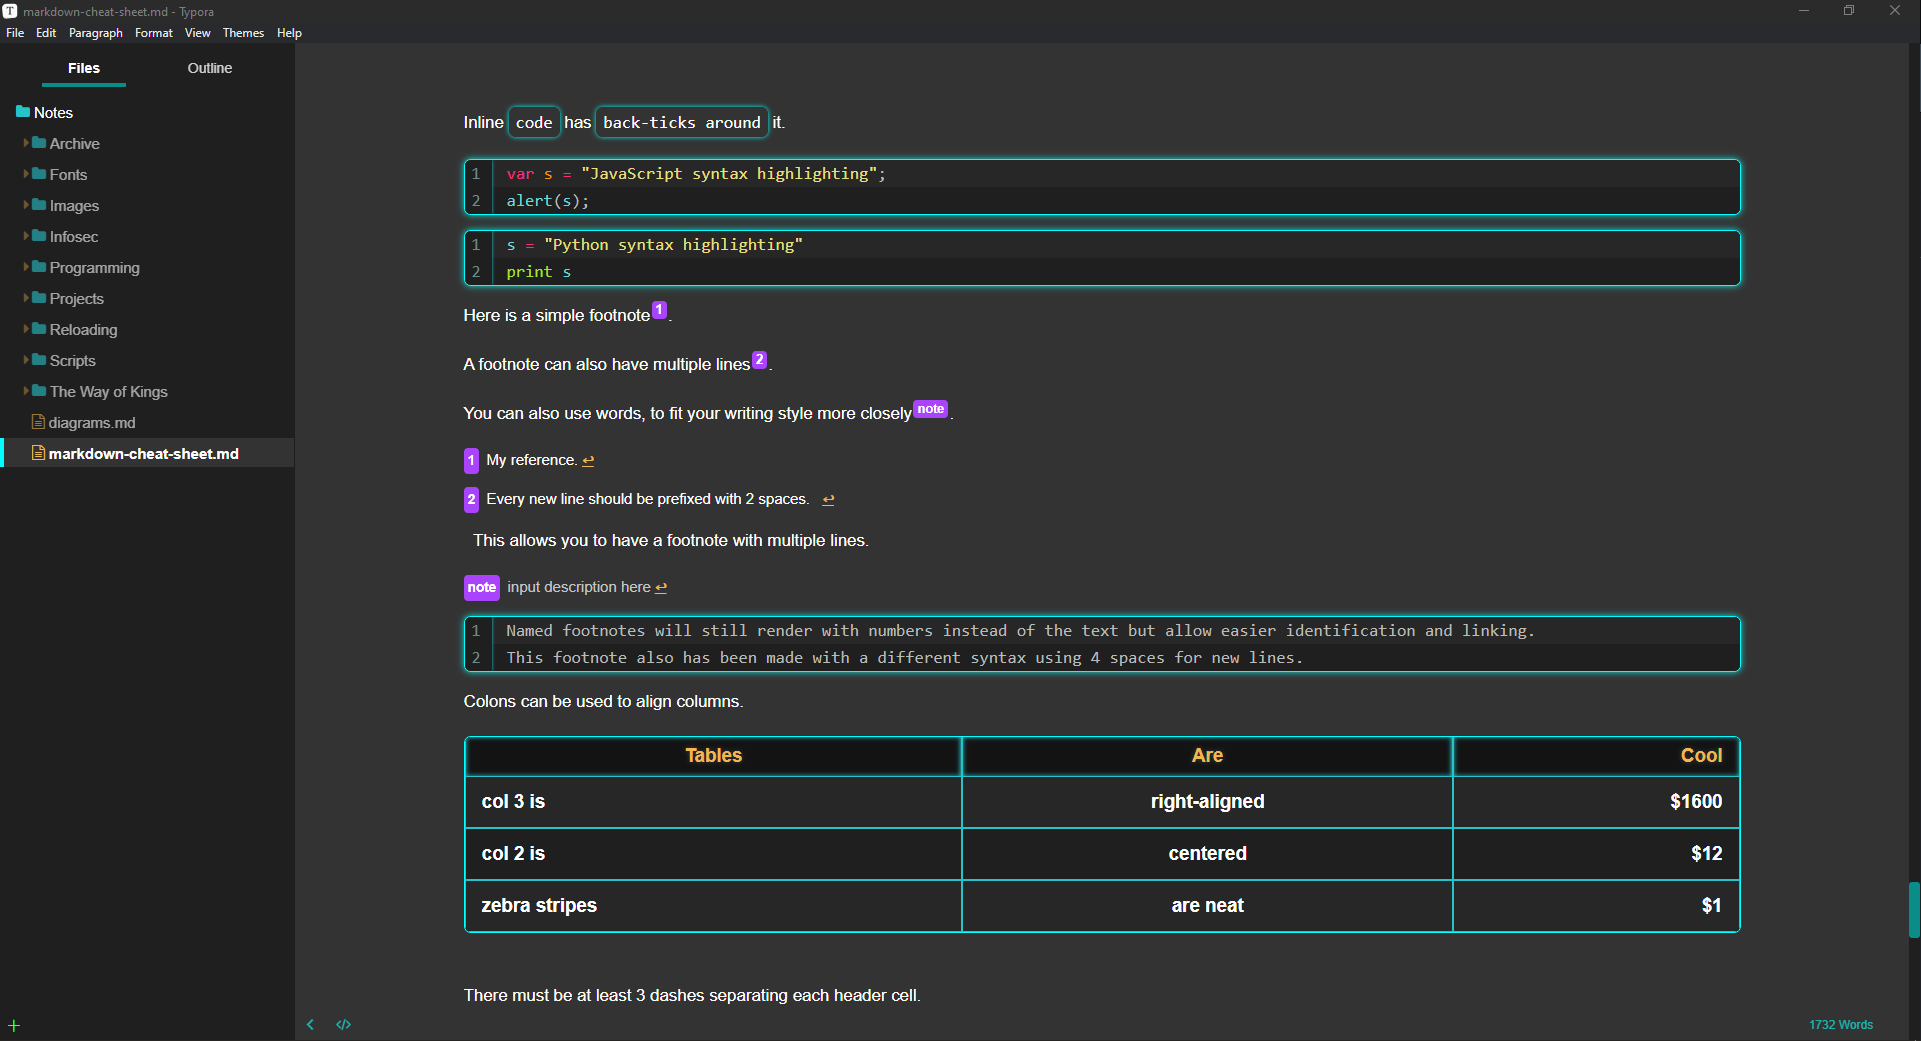 T markdown-cheat-sheet.md - Typora
File Edit Paragraph Format View Themes Help
Files Outline
Notes
Archive
Fonts
Images
Infosec
Programming
Projects
Reloading
Scripts
The Way of Kings
diagrams.md
markdown-cheat-sheet.md
Inline code has back-ticks around it.
1 var s = "JavaScript syntax highlighting";
2 alert(s);
1 s = "Python syntax highlighting"
2 print s
Here is a simple footnote1.
A footnote can also have multiple lines2.
You can also use words, to fit your writing style more closelynote.
1 My reference. ↩
2 Every new line should be prefixed with 2 spaces. ↩
This allows you to have a footnote with multiple lines.
note input description here ↩
1 Named footnotes will still render with numbers instead of the text but allow easier identification and linking.
2 This footnote also has been made with a different syntax using 4 spaces for new lines.
Colons can be used to align columns.
Tables Are Cool
col 3 is right-aligned $1600
col 2 is centered $12
zebra stripes are neat $1
There must be at least 3 dashes separating each header cell.
+ < </> 1732 Words